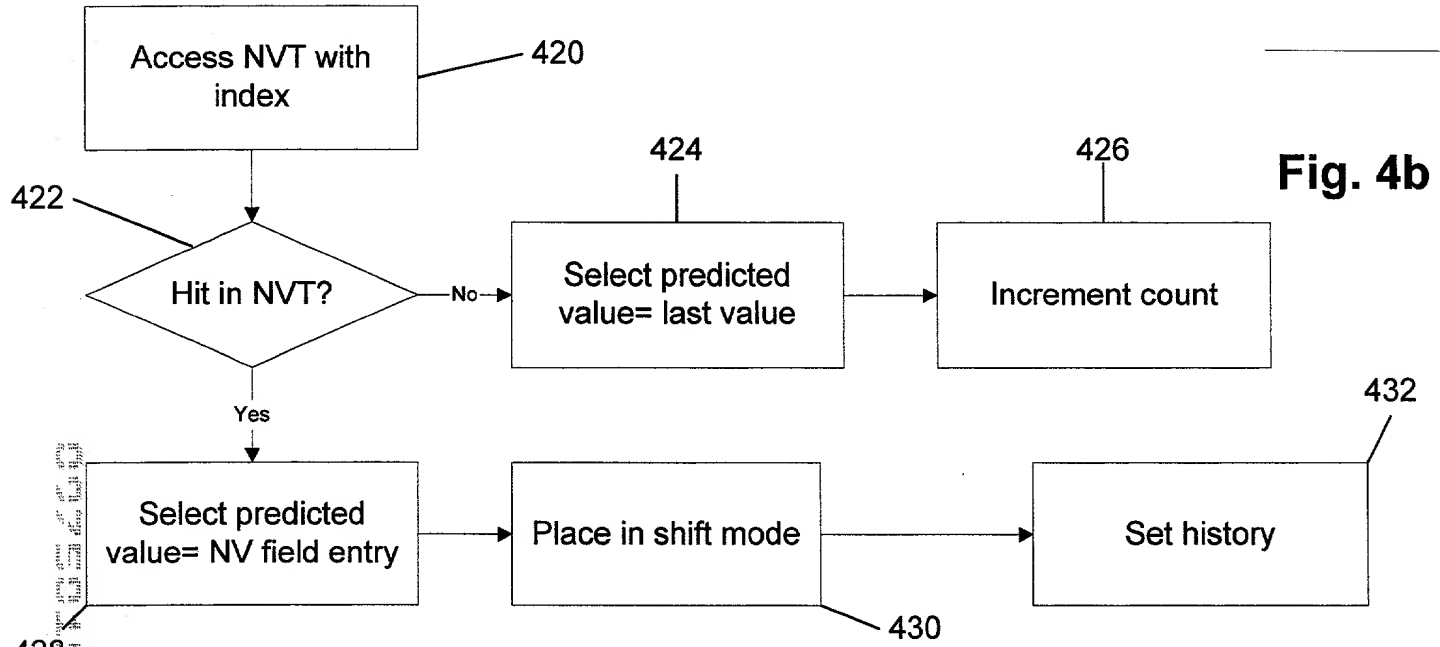 Access NVT with
index
420
424
426
Fig. 4b
422
Hit in NVT?
No
Select predicted
value= last value
Increment count
Yes
432
Select predicted
value= NV field entry
Place in shift mode
Set history
430